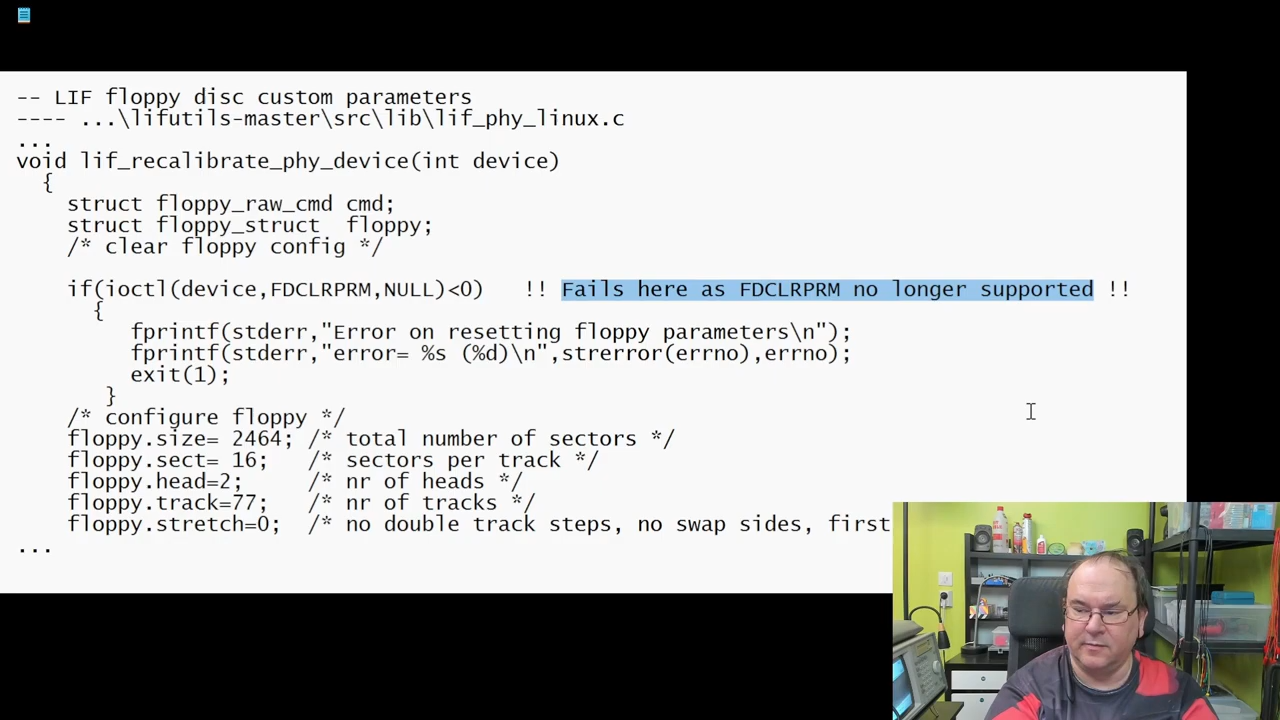 -- LIF floppy disc custom parameters
---- ...\lifutils-master\src\lib\lif_phy_linux.c
...
void lif_recalibrate_phy_device(int device)
{
struct floppy_raw_cmd cmd;
struct floppy_struct  floppy;
/* clear floppy config */
if(ioctl(device,FDCLRPRM,NULL)<0)   !! Fails here as FDCLRPRM no longer supported !!
{
fprintf(stderr,"Error on resetting floppy parameters\n");
fprintf(stderr,"error= %s (%d)\n",strerror(errno),errno);
exit(1);
}
/* configure floppy */
floppy.size= 2464; /* total number of sectors */
floppy.sect= 16;   /* sectors per track */
floppy.head=2;     /* nr of heads */
floppy.track=77;   /* nr of tracks */
floppy.stretch=0;  /* no double track steps, no swap sides, first
...